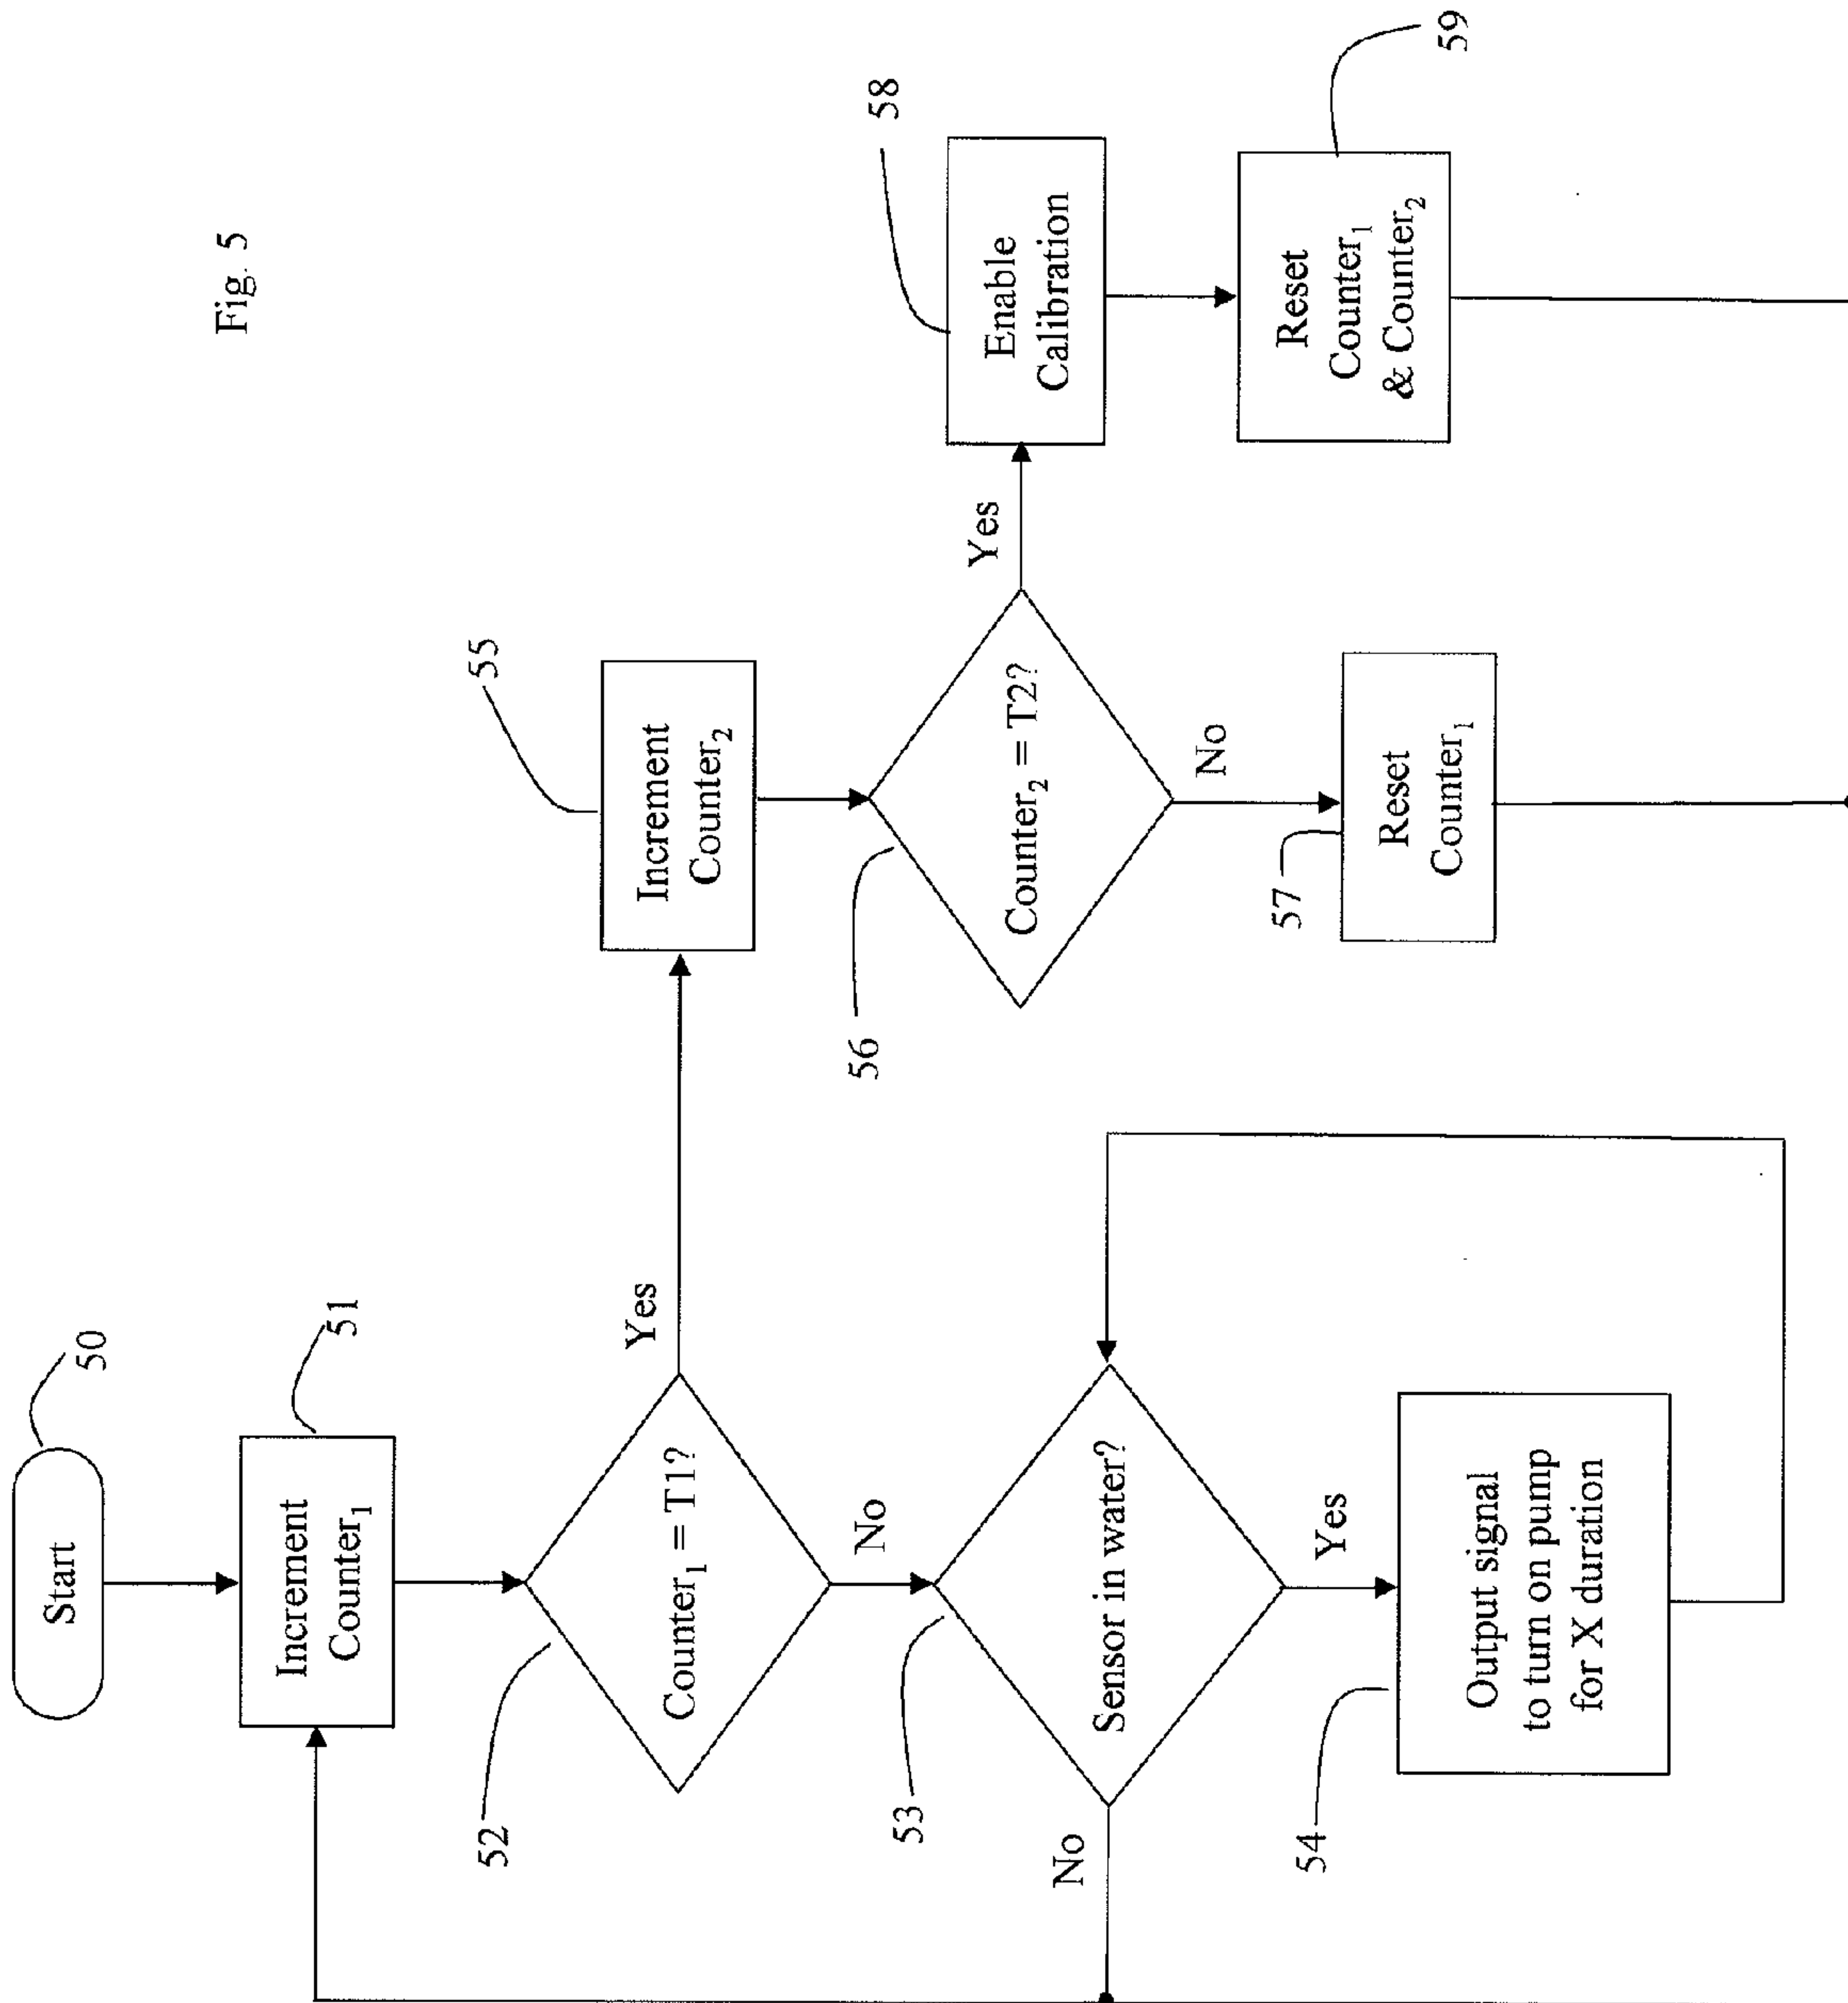 Fig. 5
Start
50
Increment
Couter₁
51
Counter₁ = T1?
52
Yes
No
Sensor in water?
53
No
Yes
Output signal
to turn on pump
for X duration
54
Increment
Counter₂
55
Counter₂ = T2?
56
Yes
No
Reset
Counter₁
57
Enable
Calibration
58
Reset
Counter₁
& Counter₂
59